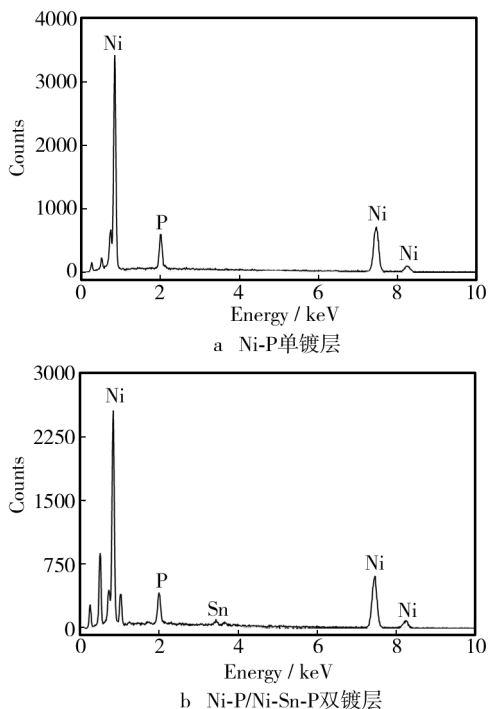 4000
Ni
3000
Counts
2000
1000
P
Ni
Ni
0
0 2 4 6 8 10
Energy / keV
a Ni-P单镀层
3000
Ni
2250
Counts
1500
750
P
Sn
Ni
Ni
0
0 2 4 6 8 10
Energy / keV
b Ni-P/Ni-Sn-P双镀层